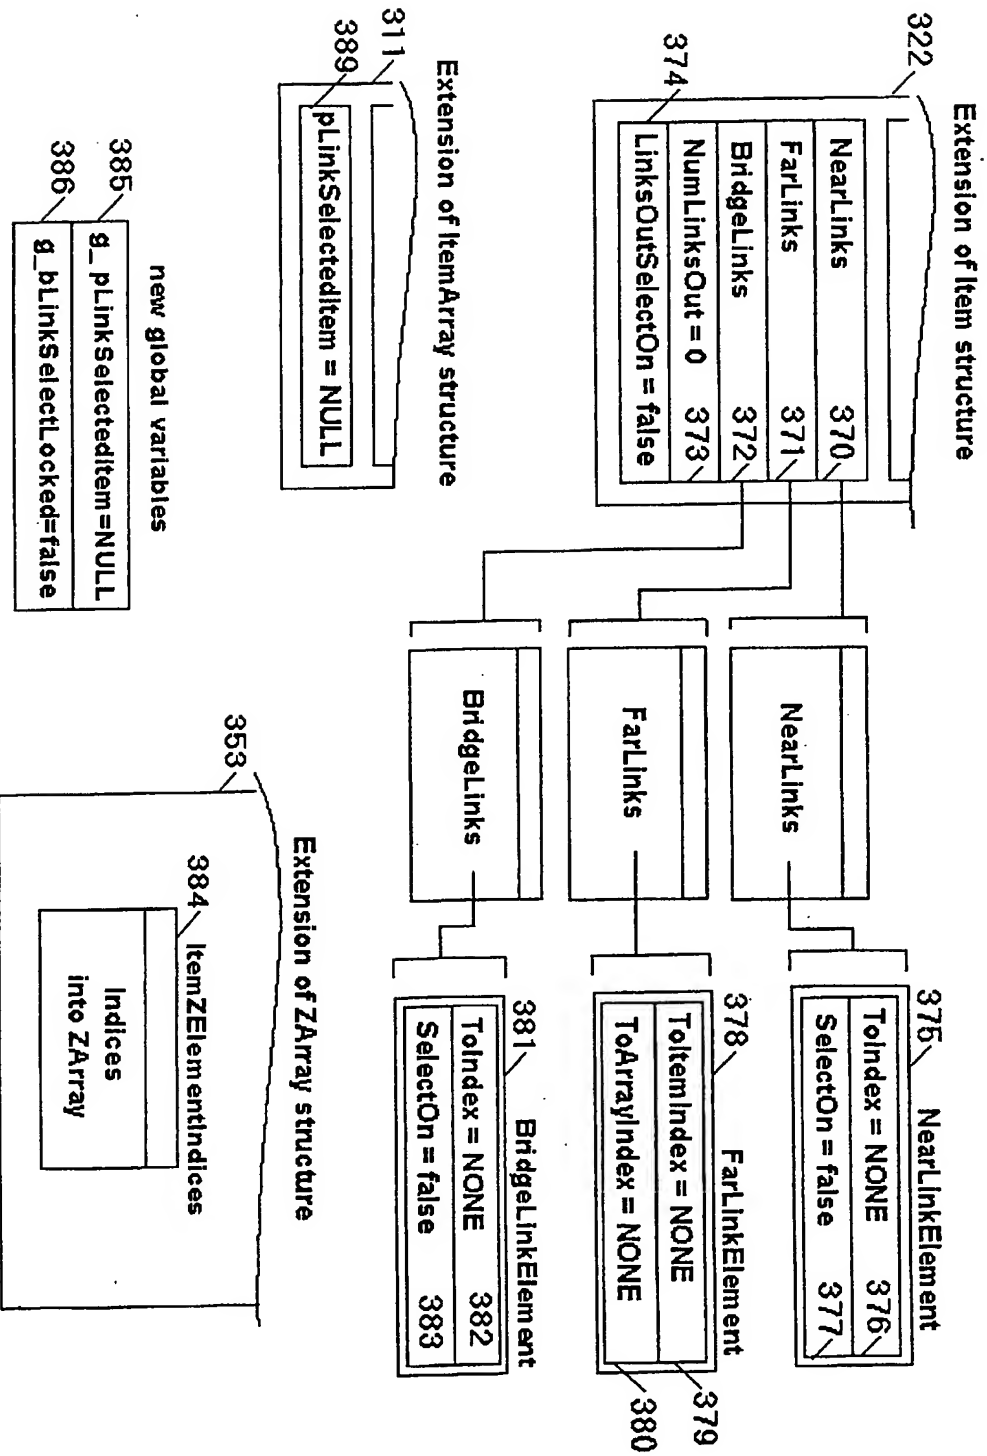 Extension of Item structure
322
NearLinks 370
FarLinks 371
BridgeLinks 372
NumLinksOut = 0 373
LinksOutSelectOn = false
374
NearLinks
375 NearLinkElement
ToIndex = NONE 376
SelectOn = false 377
FarLinks
378 FarLinkElement
ToItemIndex = NONE
ToArrayIndex = NONE
379
380
BridgeLinks
381 BridgeLinkElement
ToIndex = NONE 382
SelectOn = false 383
Extension of ItemArray structure
311
389
pLinkSelectedItem = NULL
Extension of ZArray structure
353
384 ItemZElementIndices
Indices
into ZArray
new global variables
385
g_pLinkSelectedItem=NULL
386
g_bLinkSelectLocked=false